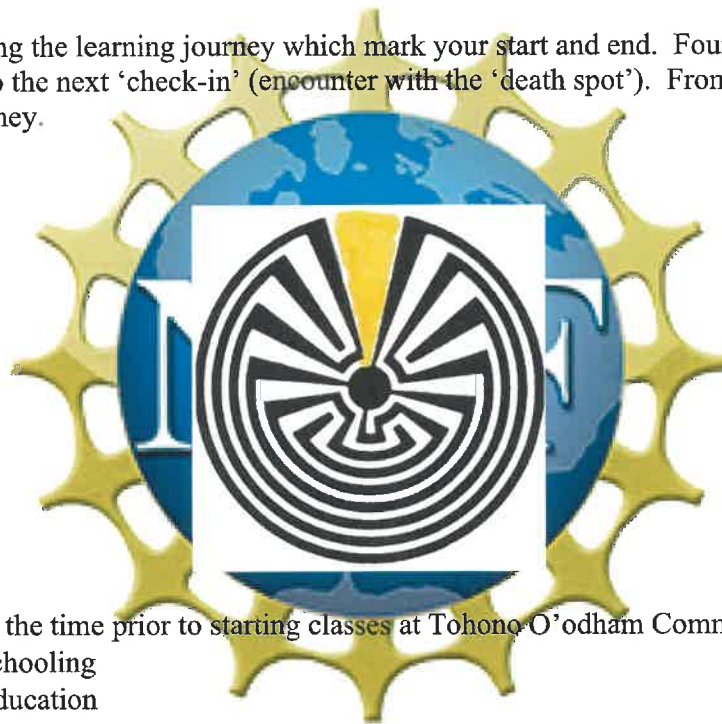 ng the learning journey which mark your start and end. Four
o the next ‘check-in’ (encounter with the ‘death spot’). From
ney.
the time prior to starting classes at Tohono O’odham Comm
chooling
ducation